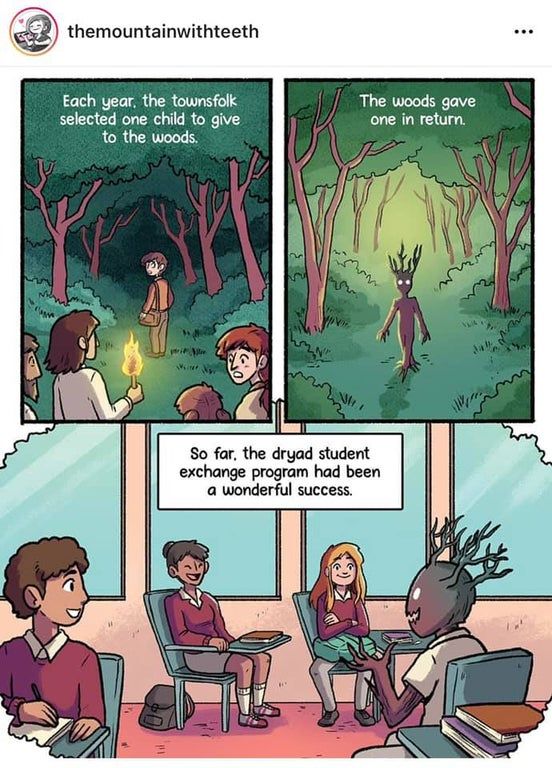 themountainwithteeth
Each year, the townsfolk
selected one child to give
to the woods.
The woods gave
one in return.
So far, the dryad student
exchange program had been
a wonderful success.